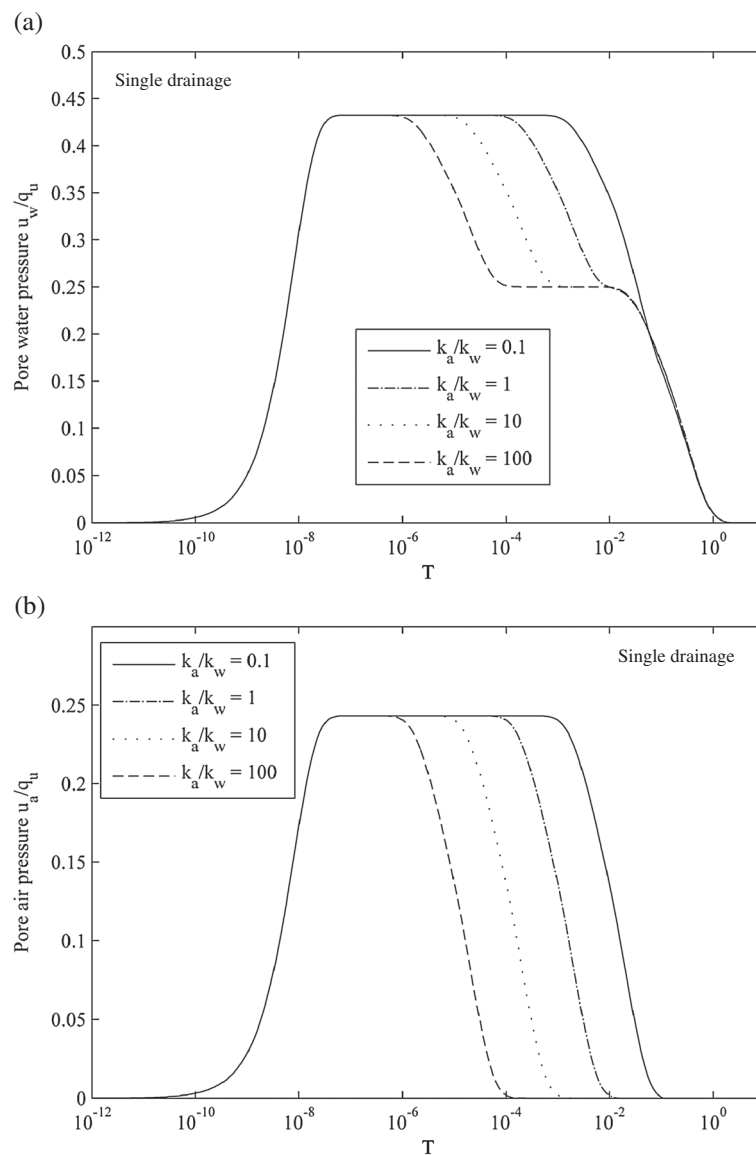 (a)
Single drainage
0.5
0.45
0.4
0.35
0.3
0.25
0.2
0.15
0.1
0.05
0
Pore water pressure u_w/q_u
k_a/k_w = 0.1
k_a/k_w = 1
k_a/k_w = 10
k_a/k_w = 100
10^-12 10^-10 10^-8 10^-6 10^-4 10^-2 10^0
T
(b)
k_a/k_w = 0.1
k_a/k_w = 1
k_a/k_w = 10
k_a/k_w = 100
Single drainage
0.25
0.2
0.15
0.1
0.05
0
Pore air pressure u_a/q_u
10^-12 10^-10 10^-8 10^-6 10^-4 10^-2 10^0
T